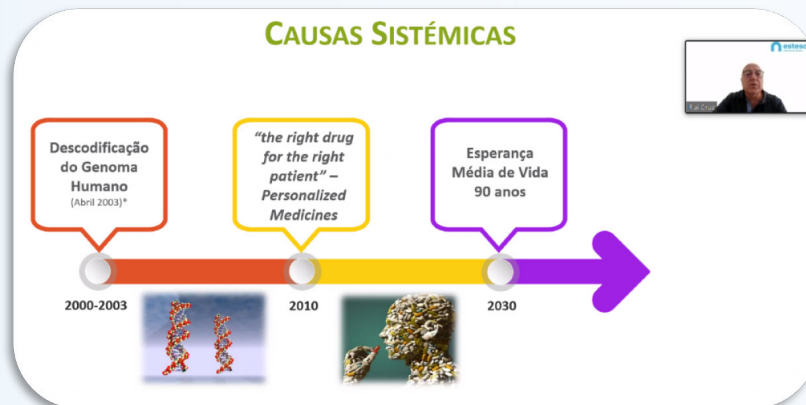 CAUSAS SISTÉMICAS
estesc
Descodificação
do Genoma
Humano
(Abril 2003)*
"the right drug
for the right
patient" –
Personalized
Medicines
Esperança
Média de Vida
90 anos
2000-2003
2010
2030